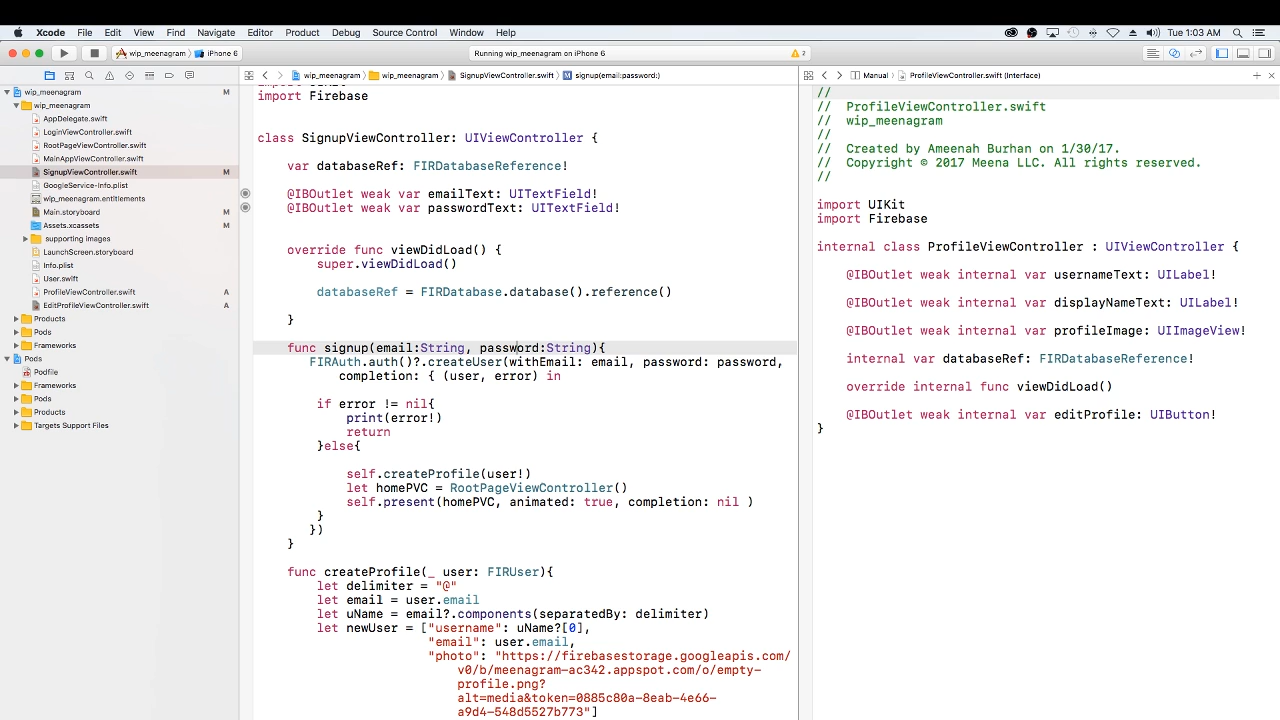 Xcode File Edit View Find Navigate Editor Product Debug Source Control Window Help Tue 1:03 AM
wip_meenagram iPhone 6 Running wip_meenagram on iPhone 6 2
wip_meenagram wip_meenagram SignupViewController.swift M signup(email:password:) Manual ProfileViewController.swift (Interface)
wip_meenagram M
wip_meenagram
AppDelegate.swift
LoginViewController.swift
RootPageViewController.swift
MainAppViewController.swift
SignupViewController.swift M
GoogleService-Info.plist
wip_meenagram.entitlements
Main.storyboard M
Assets.xcassets M
supporting images
LaunchScreen.storyboard
Info.plist
User.swift
ProfileViewController.swift A
EditProfileViewController.swift A
Products
Pods
Frameworks
Pods
Podfile
Frameworks
Pods
Products
Targets Support Files
import Firebase
class SignupViewController: UIViewController {
var databaseRef: FIRDatabaseReference!
@IBOutlet weak var emailText: UITextField!
@IBOutlet weak var passwordText: UITextField!
override func viewDidLoad() {
super.viewDidLoad()
databaseRef = FIRDatabase.database().reference()
}
func signup(email:String, password:String){
FIRAuth.auth()?.createUser(withEmail: email, password: password,
completion: { (user, error) in
if error != nil{
print(error!)
return
}else{
self.createProfile(user!)
let homePVC = RootPageViewController()
self.present(homePVC, animated: true, completion: nil )
}
})
}
func createProfile(_ user: FIRUser){
let delimiter = "@"
let email = user.email
let uName = email?.components(separatedBy: delimiter)
let newUser = ["username": uName?[0],
"email": user.email,
"photo": "https://firebasestorage.googleapis.com/
v0/b/meenagram-ac342.appspot.com/o/empty-
profile.png?
alt=media&token=0885c80a-8eab-4e66-
a9d4-548d5527b773"]
//
// ProfileViewController.swift
// wip_meenagram
//
// Created by Ameenah Burhan on 1/30/17.
// Copyright © 2017 Meena LLC. All rights reserved.
//
import UIKit
import Firebase
internal class ProfileViewController : UIViewController {
@IBOutlet weak internal var usernameText: UILabel!
@IBOutlet weak internal var displayNameText: UILabel!
@IBOutlet weak internal var profileImage: UIImageView!
internal var databaseRef: FIRDatabaseReference!
override internal func viewDidLoad()
@IBOutlet weak internal var editProfile: UIButton!
}